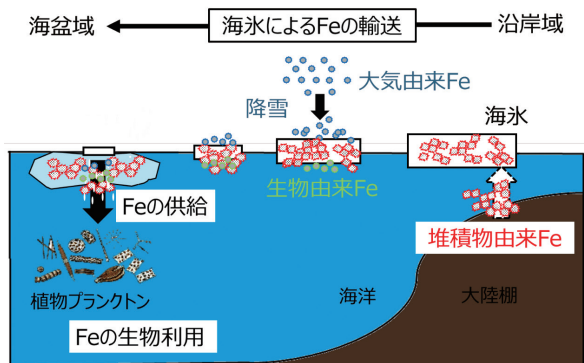 海盆域
海氷によるFeの輸送
沿岸域
大気由来Fe
降雪
海氷
生物由来Fe
Feの供給
堆積物由来Fe
植物プランクトン
海洋
大陸棚
Feの生物利用